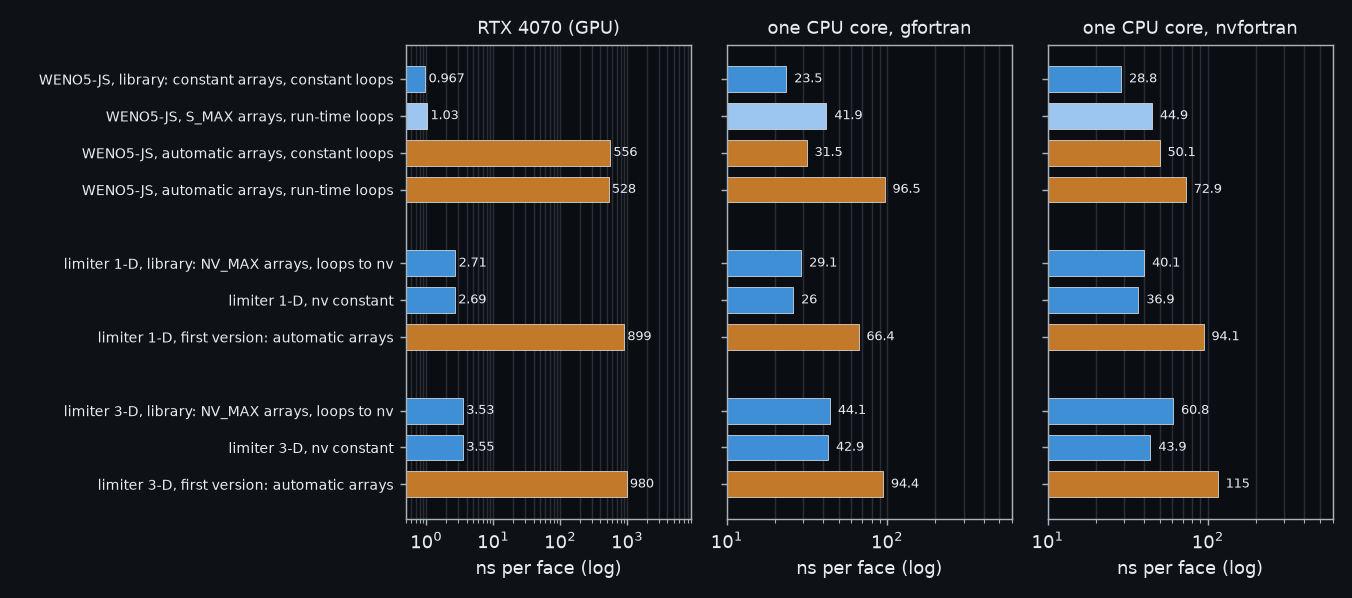 RTX 4070 (GPU)
one CPU core, gfortran
one CPU core, nvfortran
WENO5-JS, library: constant arrays, constant loops 0.967 23.5 28.8
WENO5-JS, S_MAX arrays, run-time loops 1.03 41.9 44.9
WENO5-JS, automatic arrays, constant loops 556 31.5 50.1
WENO5-JS, automatic arrays, run-time loops 528 96.5 72.9
limiter 1-D, library: NV_MAX arrays, loops to nv 2.71 29.1 40.1
limiter 1-D, nv constant 2.69 26 36.9
limiter 1-D, first version: automatic arrays 899 66.4 94.1
limiter 3-D, library: NV_MAX arrays, loops to nv 3.53 44.1 60.8
limiter 3-D, nv constant 3.55 42.9 43.9
limiter 3-D, first version: automatic arrays 980 94.4 115
10⁰ 10¹ 10² 10³ 10¹ 10² 10¹ 10²
ns per face (log) ns per face (log) ns per face (log)